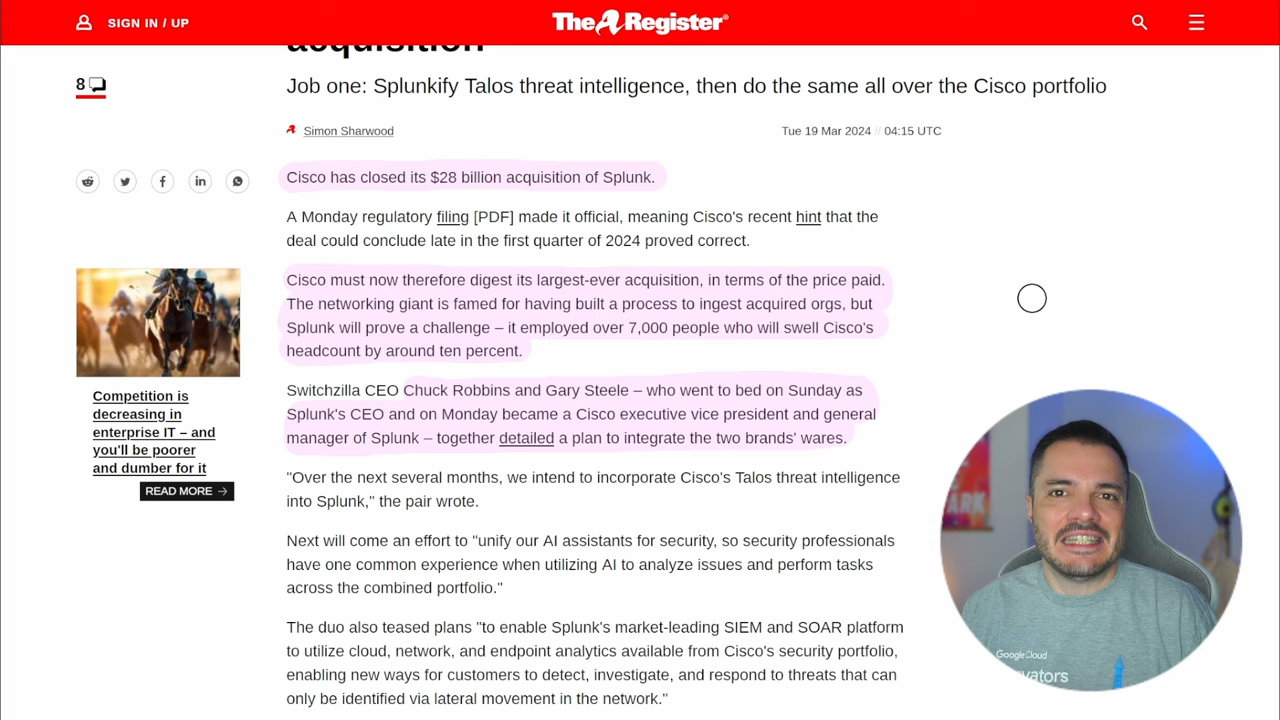 SIGN IN / UP
The Register®
acquisition
8
Job one: Splunkify Talos threat intelligence, then do the same all over the Cisco portfolio
Simon Sharwood
Tue 19 Mar 2024 // 04:15 UTC
Cisco has closed its $28 billion acquisition of Splunk.
A Monday regulatory filing [PDF] made it official, meaning Cisco's recent hint that the
deal could conclude late in the first quarter of 2024 proved correct.
Cisco must now therefore digest its largest-ever acquisition, in terms of the price paid.
The networking giant is famed for having built a process to ingest acquired orgs, but
Splunk will prove a challenge – it employed over 7,000 people who will swell Cisco's
headcount by around ten percent.
Competition is
decreasing in
enterprise IT – and
you'll be poorer
and dumber for it
READ MORE →
Switchzilla CEO Chuck Robbins and Gary Steele – who went to bed on Sunday as
Splunk's CEO and on Monday became a Cisco executive vice president and general
manager of Splunk – together detailed a plan to integrate the two brands' wares.
"Over the next several months, we intend to incorporate Cisco's Talos threat intelligence
into Splunk," the pair wrote.
Next will come an effort to "unify our AI assistants for security, so security professionals
have one common experience when utilizing AI to analyze issues and perform tasks
across the combined portfolio."
The duo also teased plans "to enable Splunk's market-leading SIEM and SOAR platform
to utilize cloud, network, and endpoint analytics available from Cisco's security portfolio,
enabling new ways for customers to detect, investigate, and respond to threats that can
only be identified via lateral movement in the network."
Google Cloud